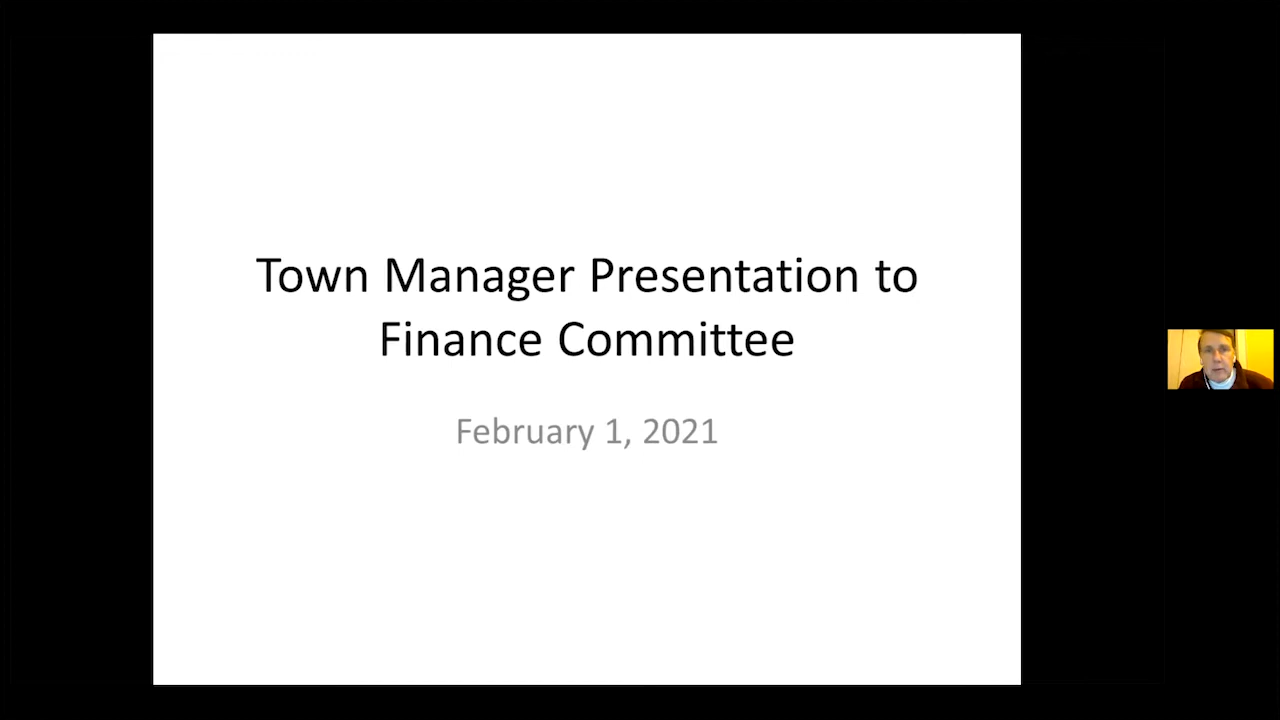 Town Manager Presentation to
Finance Committee
February 1, 2021